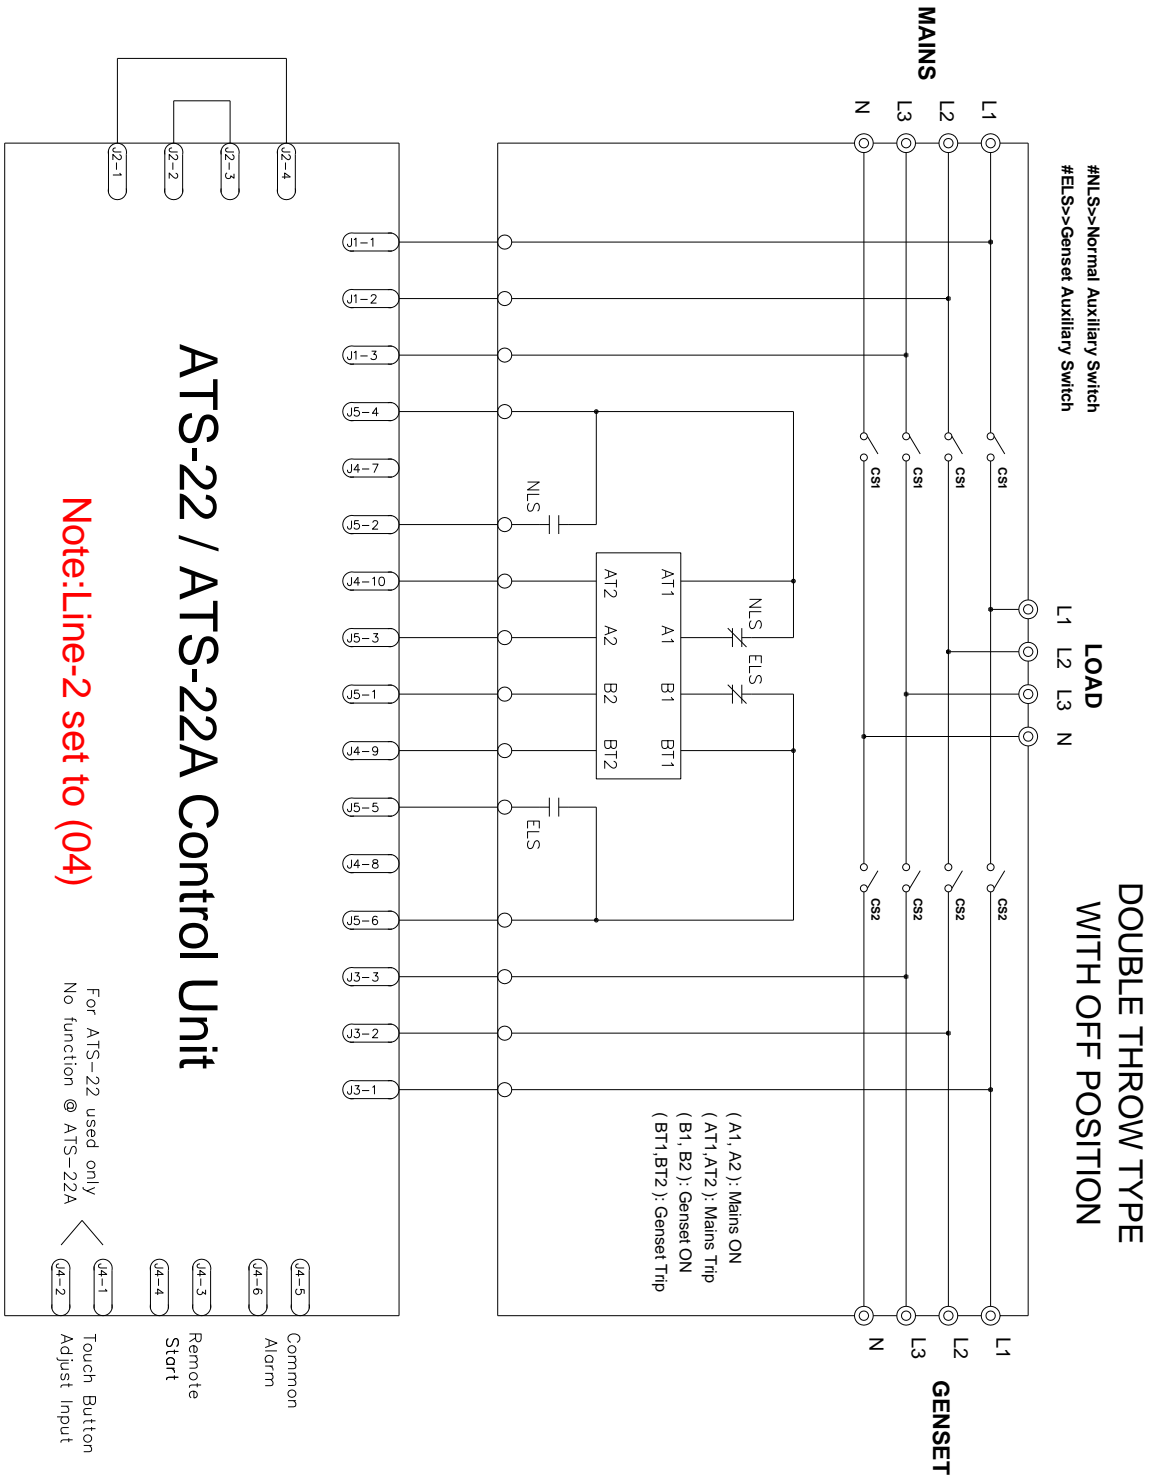 DOUBLE THROW TYPE
WITH OFF POSITION
#NLS>>Normal Auxiliary Switch
#ELS>>Genset Auxiliary Switch
MAINS
L1
L2
L3
N
LOAD
L1
L2
L3
N
GENSET
L1
L2
L3
N
CS1
CS1
CS1
CS1
CS2
CS2
CS2
CS2
NLS
ELS
AT1
A1
B1
BT1
AT2
A2
B2
BT2
NLS
ELS
( A1, A2 ): Mains ON
( AT1,AT2 ): Mains Trip
( B1, B2 ): Genset ON
( BT1,BT2 ): Genset Trip
J1-1
J1-2
J1-3
J5-4
J4-7
J5-2
J4-10
J5-3
J5-1
J4-9
J5-5
J4-8
J5-6
J3-3
J3-2
J3-1
J2-4
J2-3
J2-2
J2-1
ATS-22 / ATS-22A Control Unit
Note:Line-2 set to (04)
For ATS-22 used only
No function @ ATS-22A
J4-5
J4-6
J4-3
J4-4
J4-1
J4-2
Common
Alarm
Remote
Start
Touch Button
Adjust Input